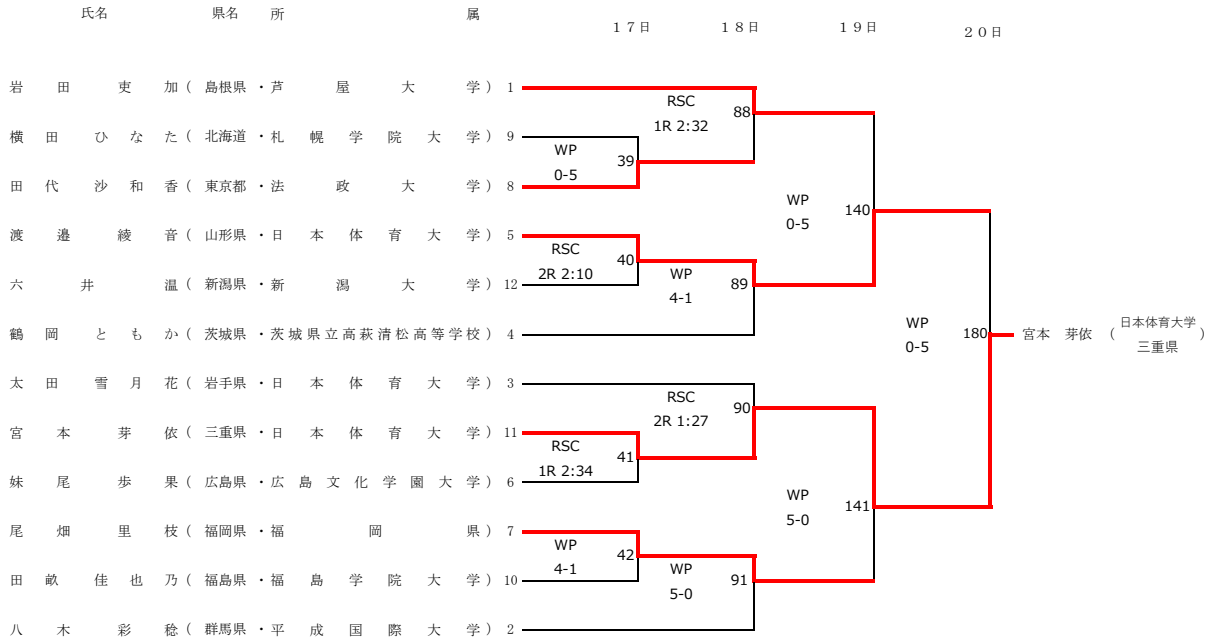 氏名 県名 所 属
17日 18日 19日 20日
岩田吏加(島根県・芦屋大学) 1
横田ひなた(北海道・札幌学院大学) 9
田代沙和香(東京都・法政大学) 8
渡邉綾音(山形県・日本体育大学) 5
六井温(新潟県・新潟大学) 12
鶴岡ともか(茨城県・茨城県立高萩清松高等学校) 4
太田雪月花(岩手県・日本体育大学) 3
宮本芽依(三重県・日本体育大学) 11
妹尾歩果(広島県・広島文化学園大学) 6
尾畑里枝(福岡県・福岡県) 7
田畝佳也乃(福島県・福島学院大学) 10
八木彩稔(群馬県・平成国際大学) 2
WP
0-5
39
RSC
2R 2:10
40
RSC
1R 2:34
41
WP
4-1
42
RSC
1R 2:32
88
WP
4-1
89
RSC
2R 1:27
90
WP
5-0
91
WP
0-5
140
WP
5-0
141
WP
0-5
180
宮本 芽依 (日本体育大学 三重県)